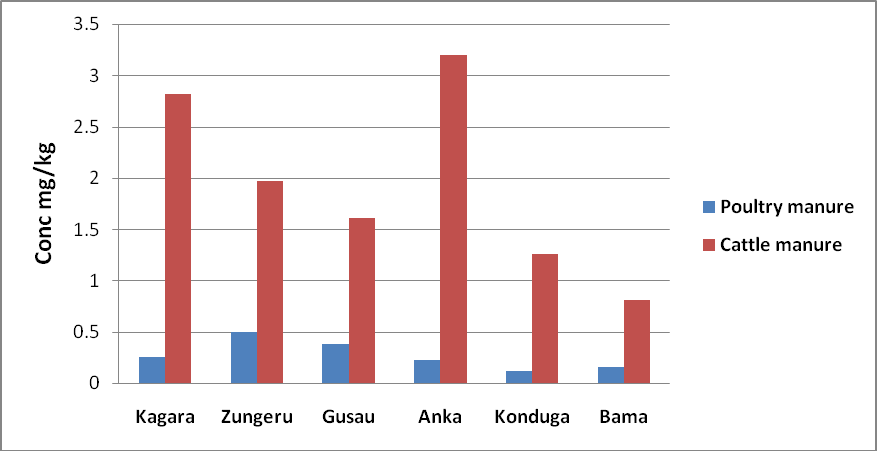 3.5
3
2.5
2
1.5
1
0.5
0
Conc mg/kg
Kagara Zungeru Gusau Anka Konduga Bama
Poultry manure
Cattle manure